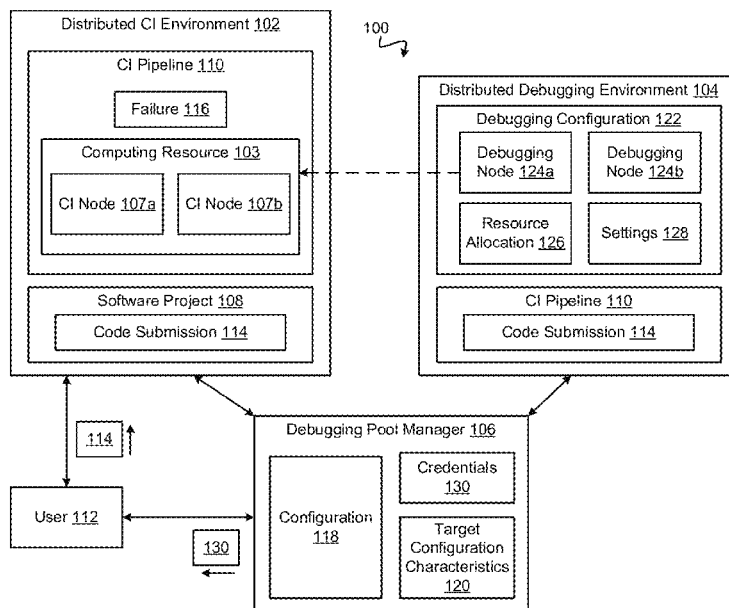 Distributed CI Environment 102
CI Pipeline 110
Failure 116
Computing Resource 103
CI Node 107a
CI Node 107b
Software Project 108
Code Submission 114
100
Distributed Debugging Environment 104
Debugging Configuration 122
Debugging
Node
124a
Debugging
Node
124b
Resource
Allocation
126
Settings 128
CI Pipeline 110
Code Submission 114
114
User 112
130
Debugging Pool Manager 106
Configuration
118
Credentials
130
Target
Configuration
Characteristics
120